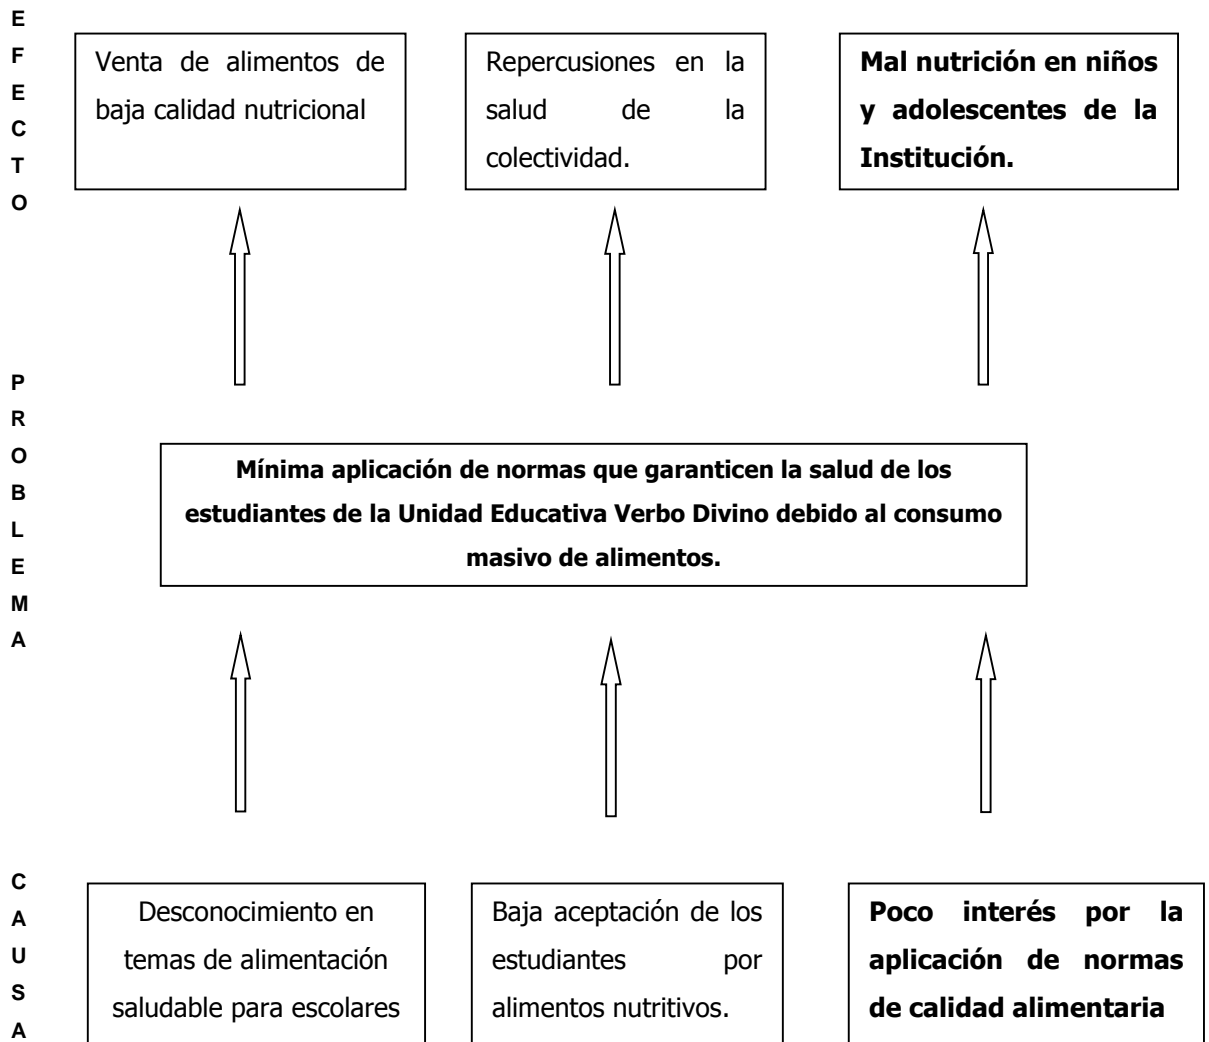 E
F
E
C
T
O
Venta de alimentos de
baja calidad nutricional
Repercusiones en la
salud de la
colectividad.
Mal nutrición en niños
y adolescentes de la
Institución.
P
R
O
B
L
E
M
A
Mínima aplicación de normas que garanticen la salud de los
estudiantes de la Unidad Educativa Verbo Divino debido al consumo
masivo de alimentos.
C
A
U
S
A
Desconocimiento en
temas de alimentación
saludable para escolares
Baja aceptación de los
estudiantes por
alimentos nutritivos.
Poco interés por la
aplicación de normas
de calidad alimentaria